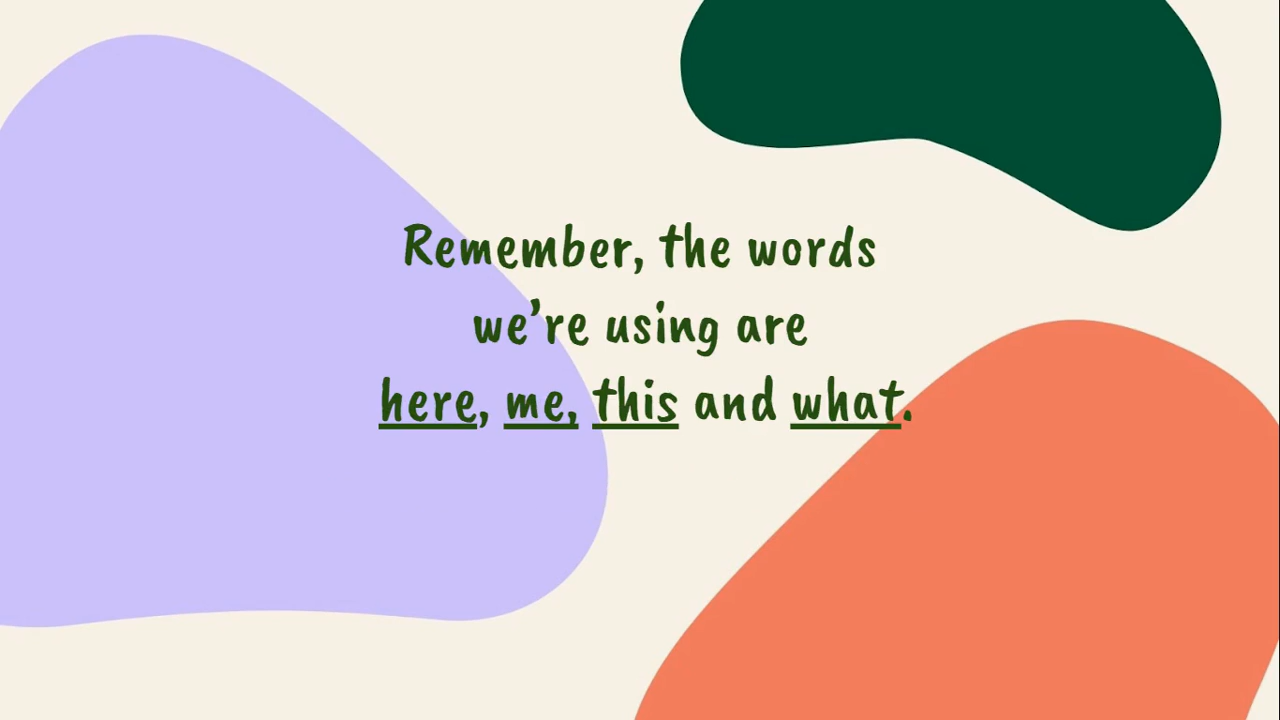 Remember, the words
we’re using are
here, me, this and what.